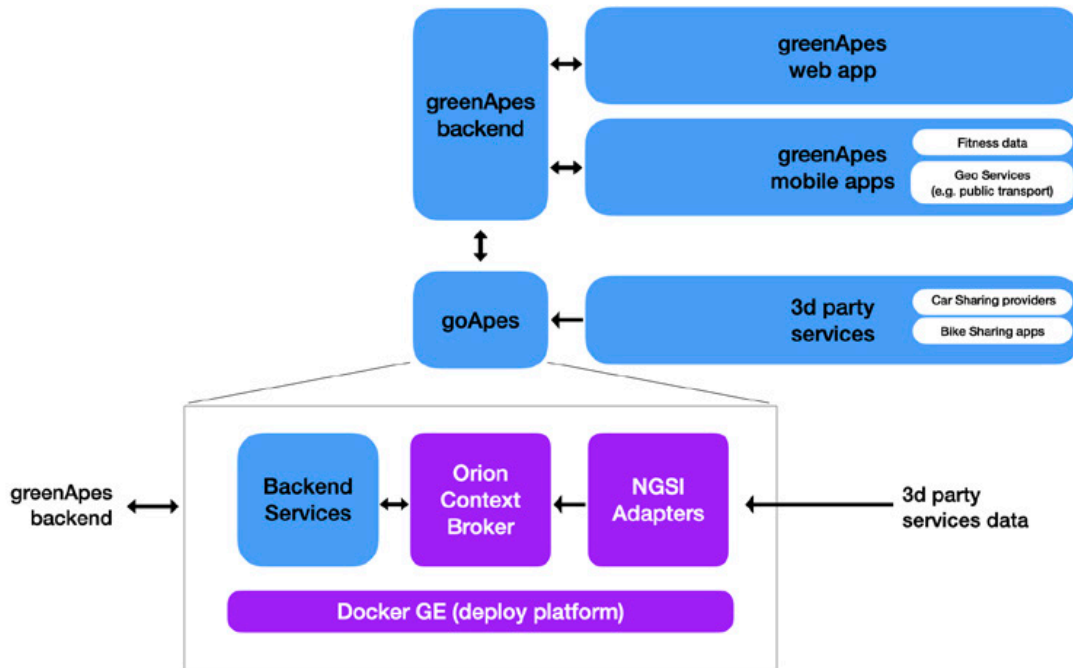 greenApes
web app
greenApes
backend
greenApes
mobile apps
Fitness data
Geo Services
(e.g. public transport)
goApes
3d party
services
Car Sharing providers
Bike Sharing apps
greenApes
backend
Backend
Services
Orion
Context
Broker
NGSI
Adapters
3d party
services data
Docker GE (deploy platform)